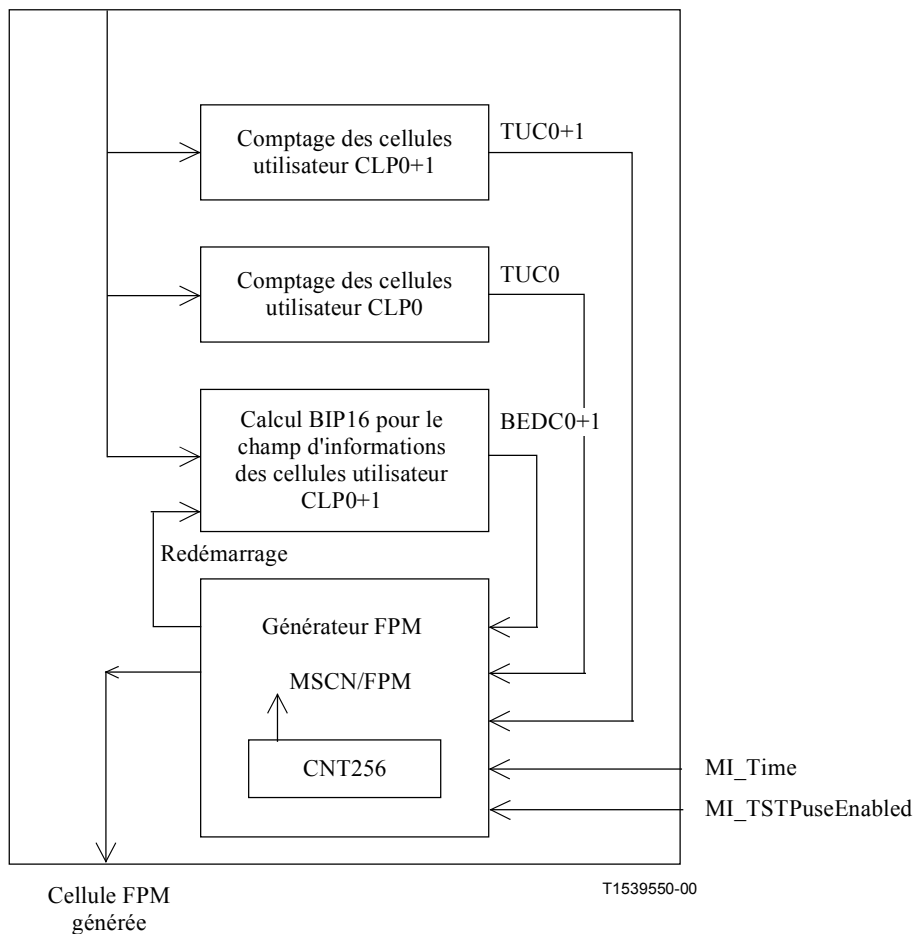 Comptage des cellules
utilisateur CLP0+1
TUC0+1
Comptage des cellules
utilisateur CLP0
TUC0
Calcul BIP16 pour le
champ d'informations
des cellules utilisateur
CLP0+1
BEDC0+1
Redémarrage
Générateur FPM
MSCN/FPM
CNT256
MI_Time
MI_TSTPuseEnabled
Cellule FPM
générée
T1539550-00